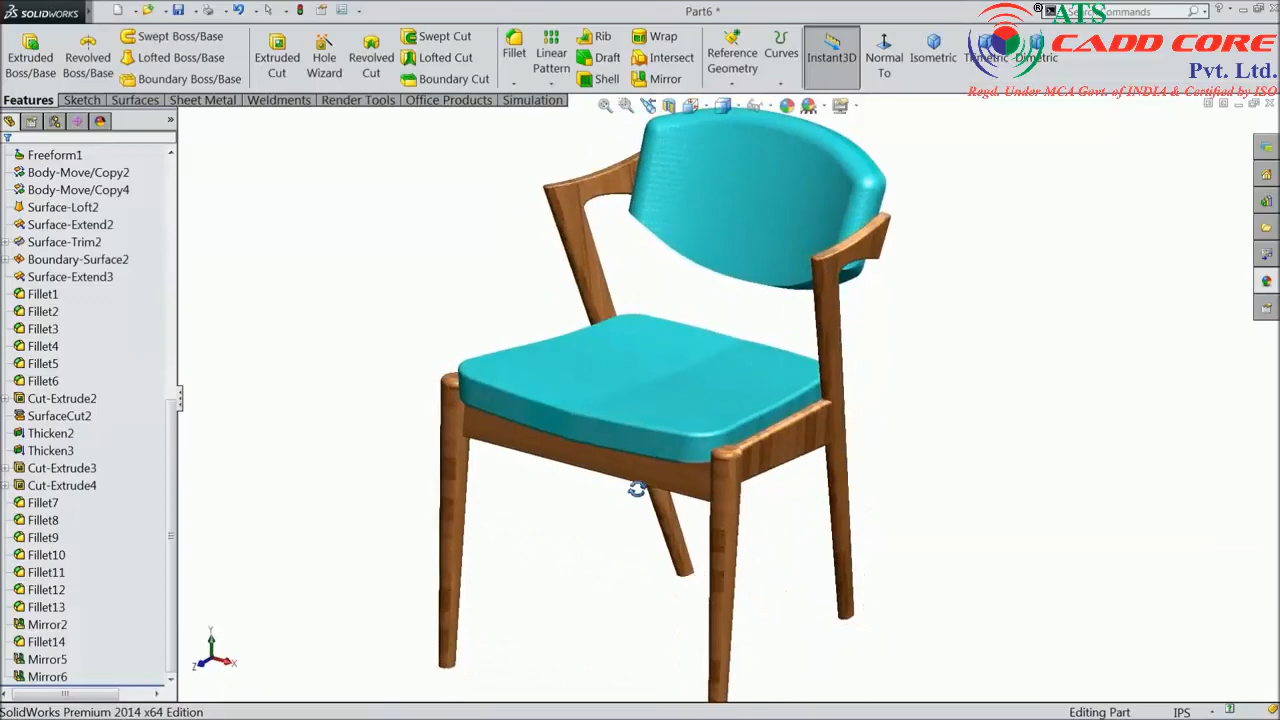 SOLIDWORKS
Part6 *
Search Commands
Extruded Boss/Base
Revolved Boss/Base
Swept Boss/Base
Lofted Boss/Base
Boundary Boss/Base
Extruded Cut
Hole Wizard
Revolved Cut
Swept Cut
Lofted Cut
Boundary Cut
Fillet
Linear Pattern
Rib
Draft
Shell
Wrap
Intersect
Mirror
Reference Geometry
Curves
Instant3D
Normal To
Isometric
Trimetric
Dimetric
® ATS
CADD CORE
Pvt. Ltd.
Regd. Under MCA Govt. of INDIA & Certified by ISO
Features
Sketch
Surfaces
Sheet Metal
Weldments
Render Tools
Office Products
Simulation
Freeform1
Body-Move/Copy2
Body-Move/Copy4
Surface-Loft2
Surface-Extend2
Surface-Trim2
Boundary-Surface2
Surface-Extend3
Fillet1
Fillet2
Fillet3
Fillet4
Fillet5
Fillet6
Cut-Extrude2
SurfaceCut2
Thicken2
Thicken3
Cut-Extrude3
Cut-Extrude4
Fillet7
Fillet8
Fillet9
Fillet10
Fillet11
Fillet12
Fillet13
Mirror2
Fillet14
Mirror5
Mirror6
Y
Z
X
SolidWorks Premium 2014 x64 Edition
Editing Part
IPS